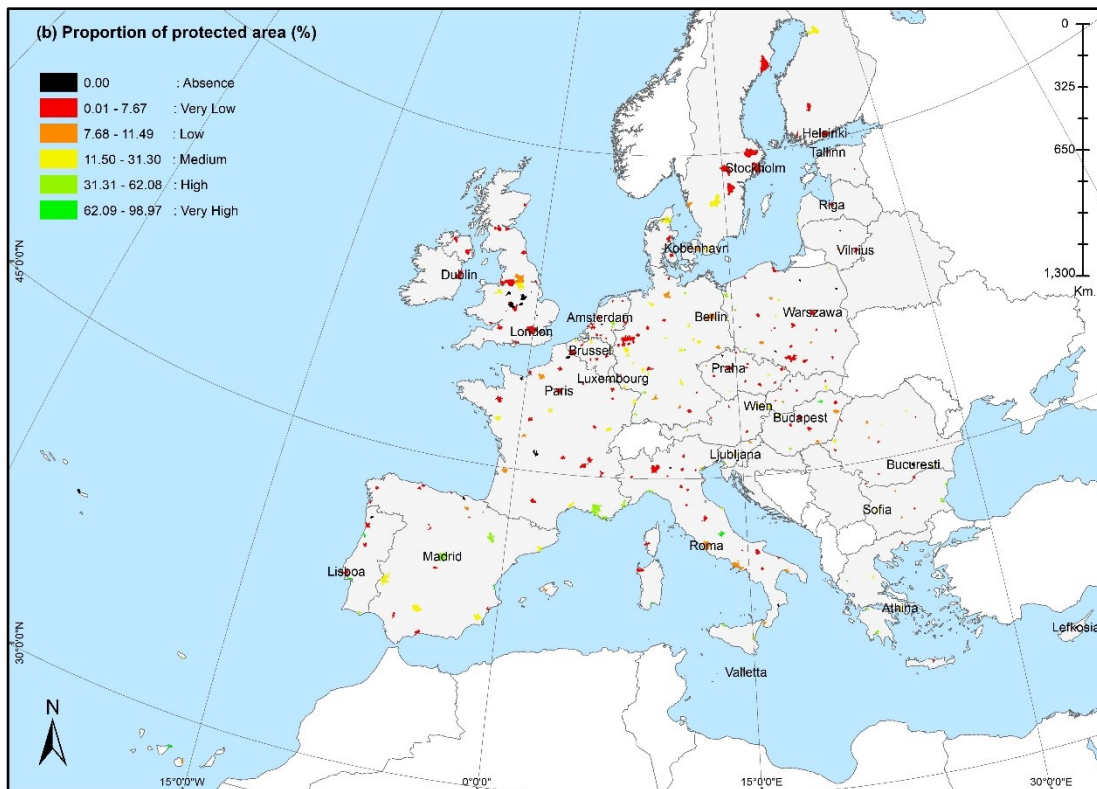 (b) Proportion of protected area (%)
0.00 : Absence
0.01 - 7.67 : Very Low
7.68 - 11.49 : Low
11.50 - 31.30 : Medium
31.31 - 62.08 : High
62.09 - 98.97 : Very High
0
325
650
1,300
Km.
Helsinki
Tallinn
Stockholm
Riga
Kobenhavn
Vilnius
45°0'0"N
Dublin
Amsterdam
Berlin
Warszawa
London
Brussel
Luxembourg
Praha
Paris
Wien
Budapest
Ljubljana
Bucuresti
Sofia
Roma
Madrid
Lisboa
Athina
Lefkosia
30°0'0"N
Valletta
N
15°0'0"W
0°0'0"
15°0'0"E
30°0'0"E